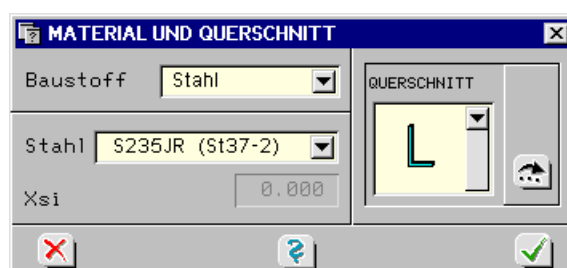 MATERIAL UND QUERSCHNITT
Baustoff Stahl
QUERSCHNITT
Stahl S235JR (St37-2)
Xsi 0.000